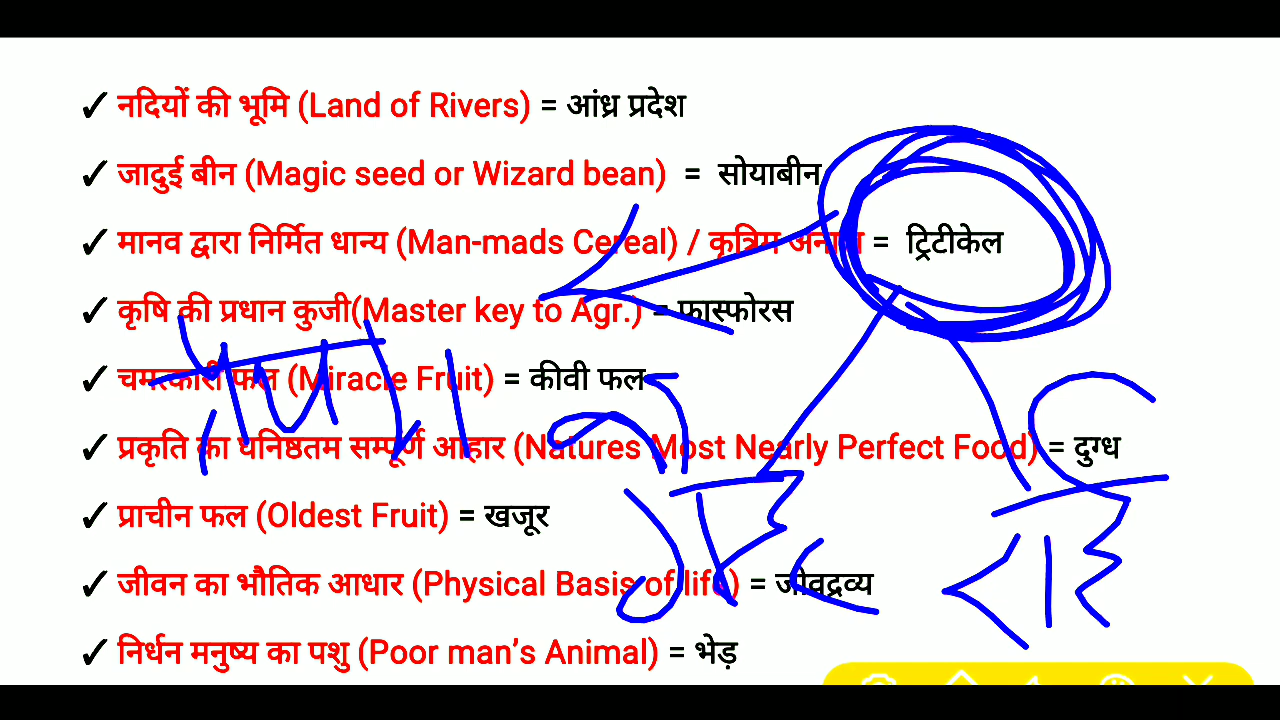 ✓ नदियों की भूमि (Land of Rivers) = आंध्र प्रदेश
✓ जादुई बीन (Magic seed or Wizard bean) = सोयाबीन
✓ मानव द्वारा निर्मित धान्य (Man-mads Cereal) / कृत्रिम अनाज = ट्रिटीकेल
✓ कृषि की प्रधान कुजी(Master key to Agr.) = फास्फोरस
✓ चमत्कारी फल (Miracle Fruit) = कीवी फल
✓ प्रकृति का घनिष्ठतम सम्पूर्ण आहार (Natures Most Nearly Perfect Food) = दुग्ध
✓ प्राचीन फल (Oldest Fruit) = खजूर
✓ जीवन का भौतिक आधार (Physical Basis of life) = जीवद्रव्य
✓ निर्धन मनुष्य का पशु (Poor man’s Animal) = भेड़